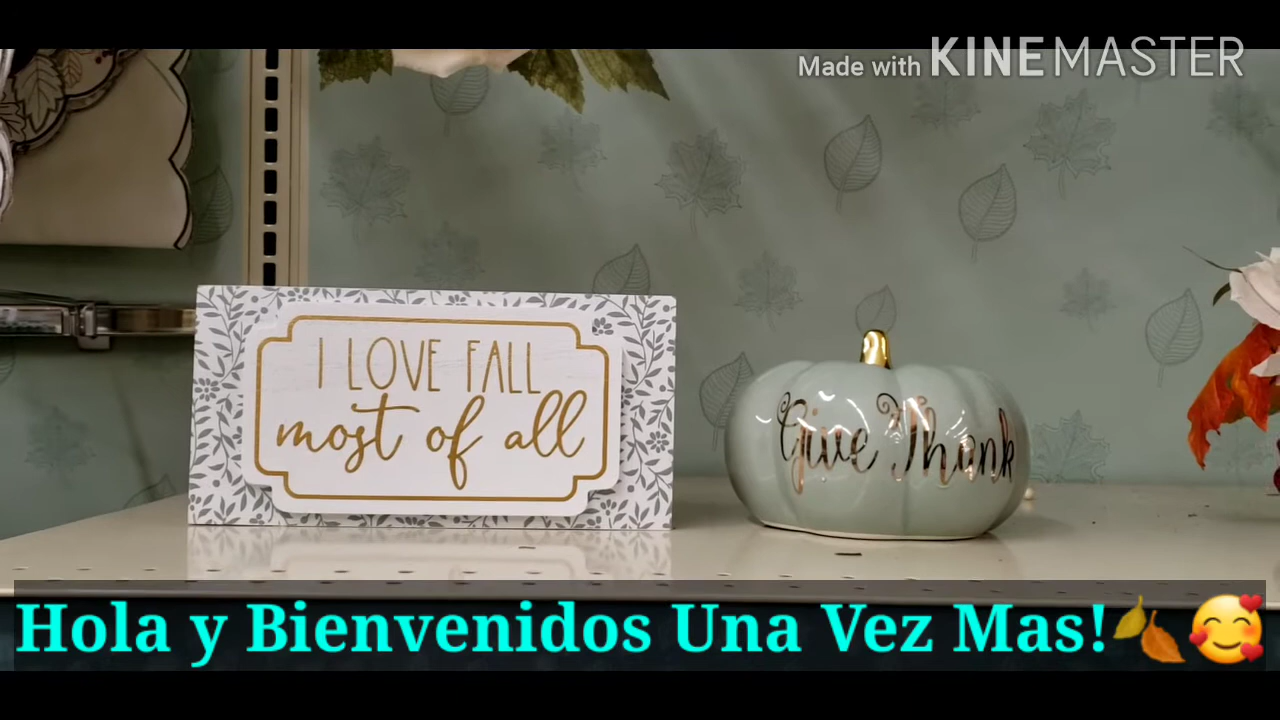 Made with KINEMASTER
I LOVE FALL
most of all
Give Thank
Hola y Bienvenidos Una Vez Mas!🍂🥰